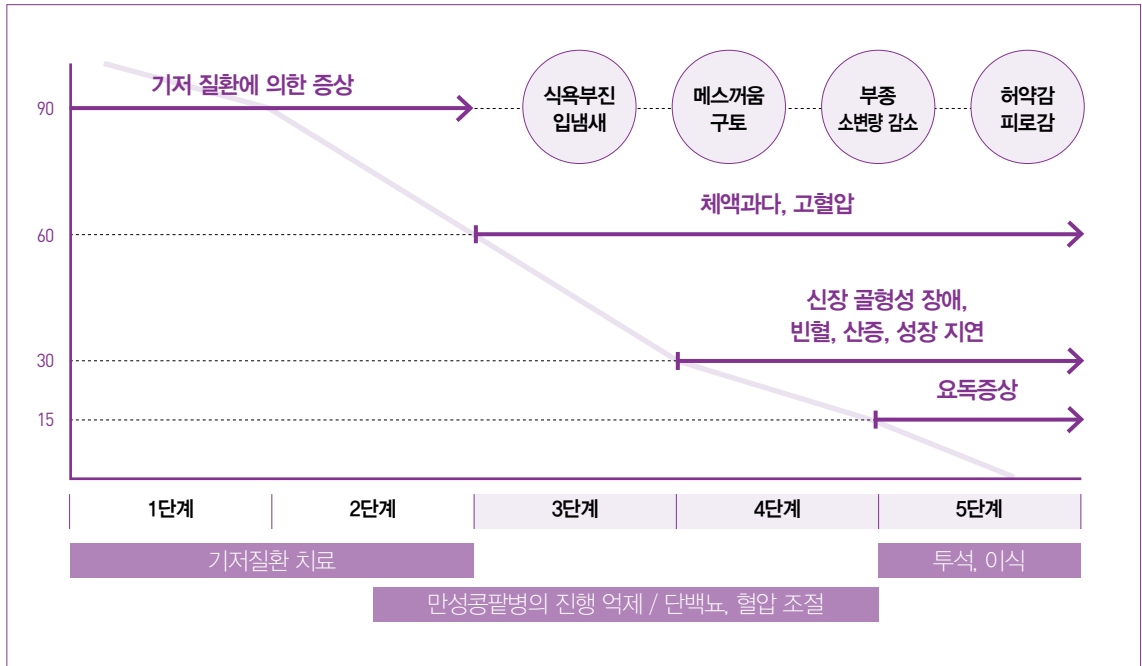 기저 질환에 의한 증상
식욕부진
입냄새
메스꺼움
구토
부종
소변량 감소
허약감
피로감
90
체액과다, 고혈압
60
신장 골형성 장애,
빈혈, 산증, 성장 지연
30
요독증상
15
1단계
2단계
3단계
4단계
5단계
기저질환 치료
투석, 이식
만성콩팥병의 진행 억제 / 단백뇨, 혈압 조절